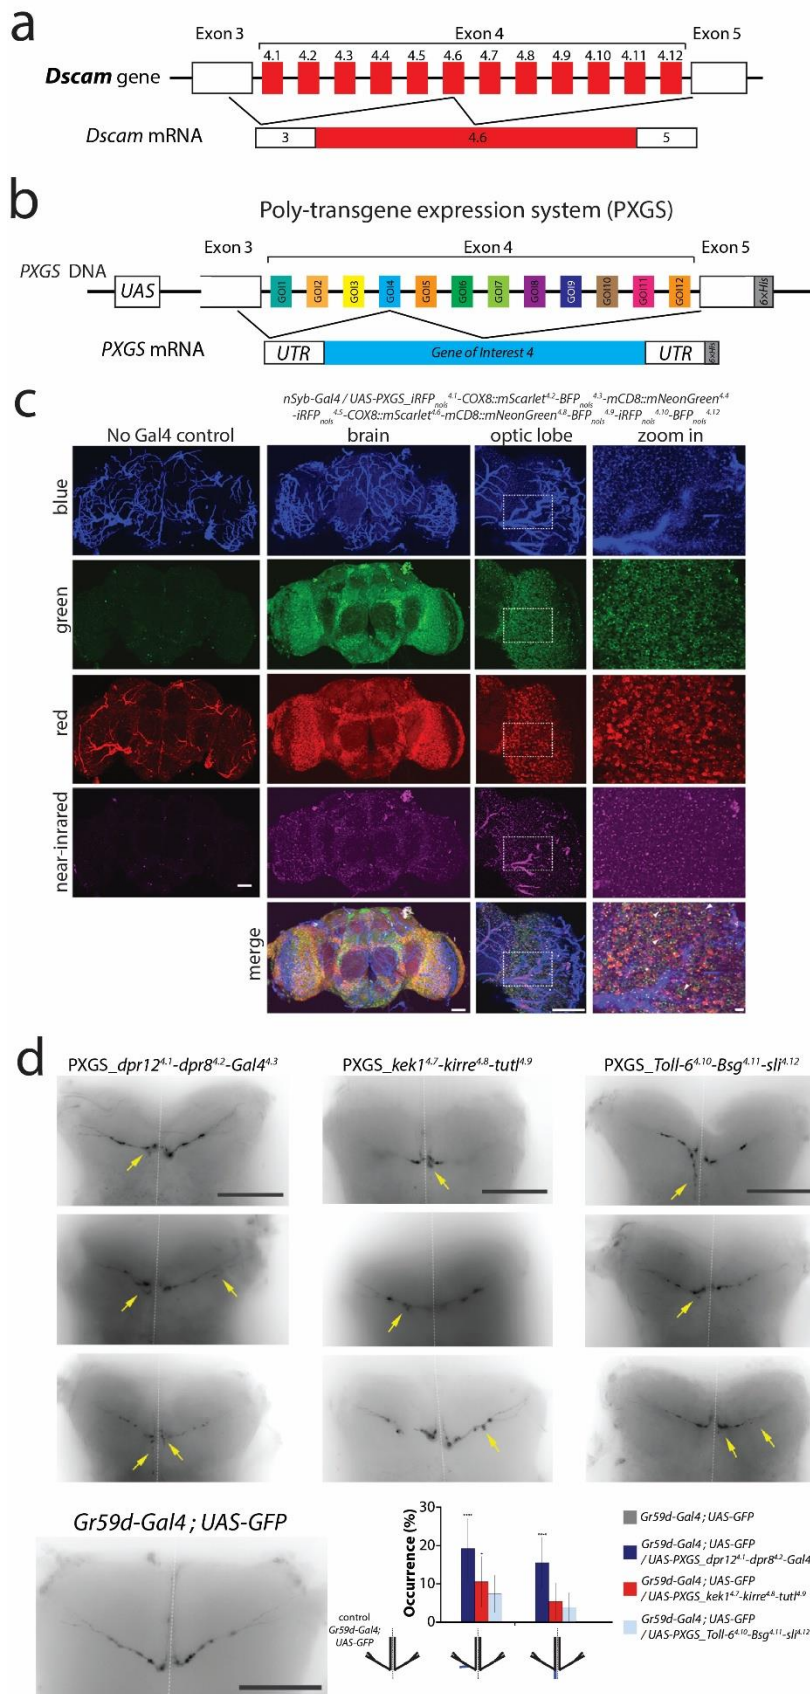 a
Exon 3
Exon 4
Exon 5
4.1 4.2 4.3 4.4 4.5 4.6 4.7 4.8 4.9 4.10 4.11 4.12
Dscam gene
Dscam mRNA
3
4.6
5
b
Poly-transgene expression system (PXGS)
Exon 3
Exon 4
Exon 5
PXGS DNA
UAS
GOI1 GOI2 GOI3 GOI4 GOI5 GOI6 GOI7 GOI8 GOI9 GOI10 GOI11 GOI12
6×His
PXGS mRNA
UTR
Gene of Interest 4
UTR
6×His
c
nSyb-Gal4 / UAS-PXGS_iRFPnols4.1-COX8::mScarlet4.2-BFPnols4.3-mCD8::mNeonGreen4.4
-iRFPnols4.5-COX8::mScarlet4.6-mCD8::mNeonGreen4.8-BFPnols4.9-iRFPnols4.10-BFPnols4.12
No Gal4 control
brain
optic lobe
zoom in
blue
green
red
near-inrared
merge
d
PXGS_dpr124.1-dpr84.2-Gal44.3
PXGS_kek14.7-kirre4.8-tutl4.9
PXGS_Toll-64.10-Bsg4.11-sli4.12
Gr59d-Gal4 ; UAS-GFP
Occurrence (%)
30
20
10
0
****
*
****
control
Gr59d-Gal4;
UAS-GFP
Gr59d-Gal4 ; UAS-GFP
Gr59d-Gal4 ; UAS-GFP
/ UAS-PXGS_dpr124.1-dpr84.2-Gal4
Gr59d-Gal4 ; UAS-GFP
/ UAS-PXGS_kek14.7-kirre4.8-tutl4.9
Gr59d-Gal4 ; UAS-GFP
/ UAS-PXGS_Toll-64.10-Bsg4.11-sli4.12